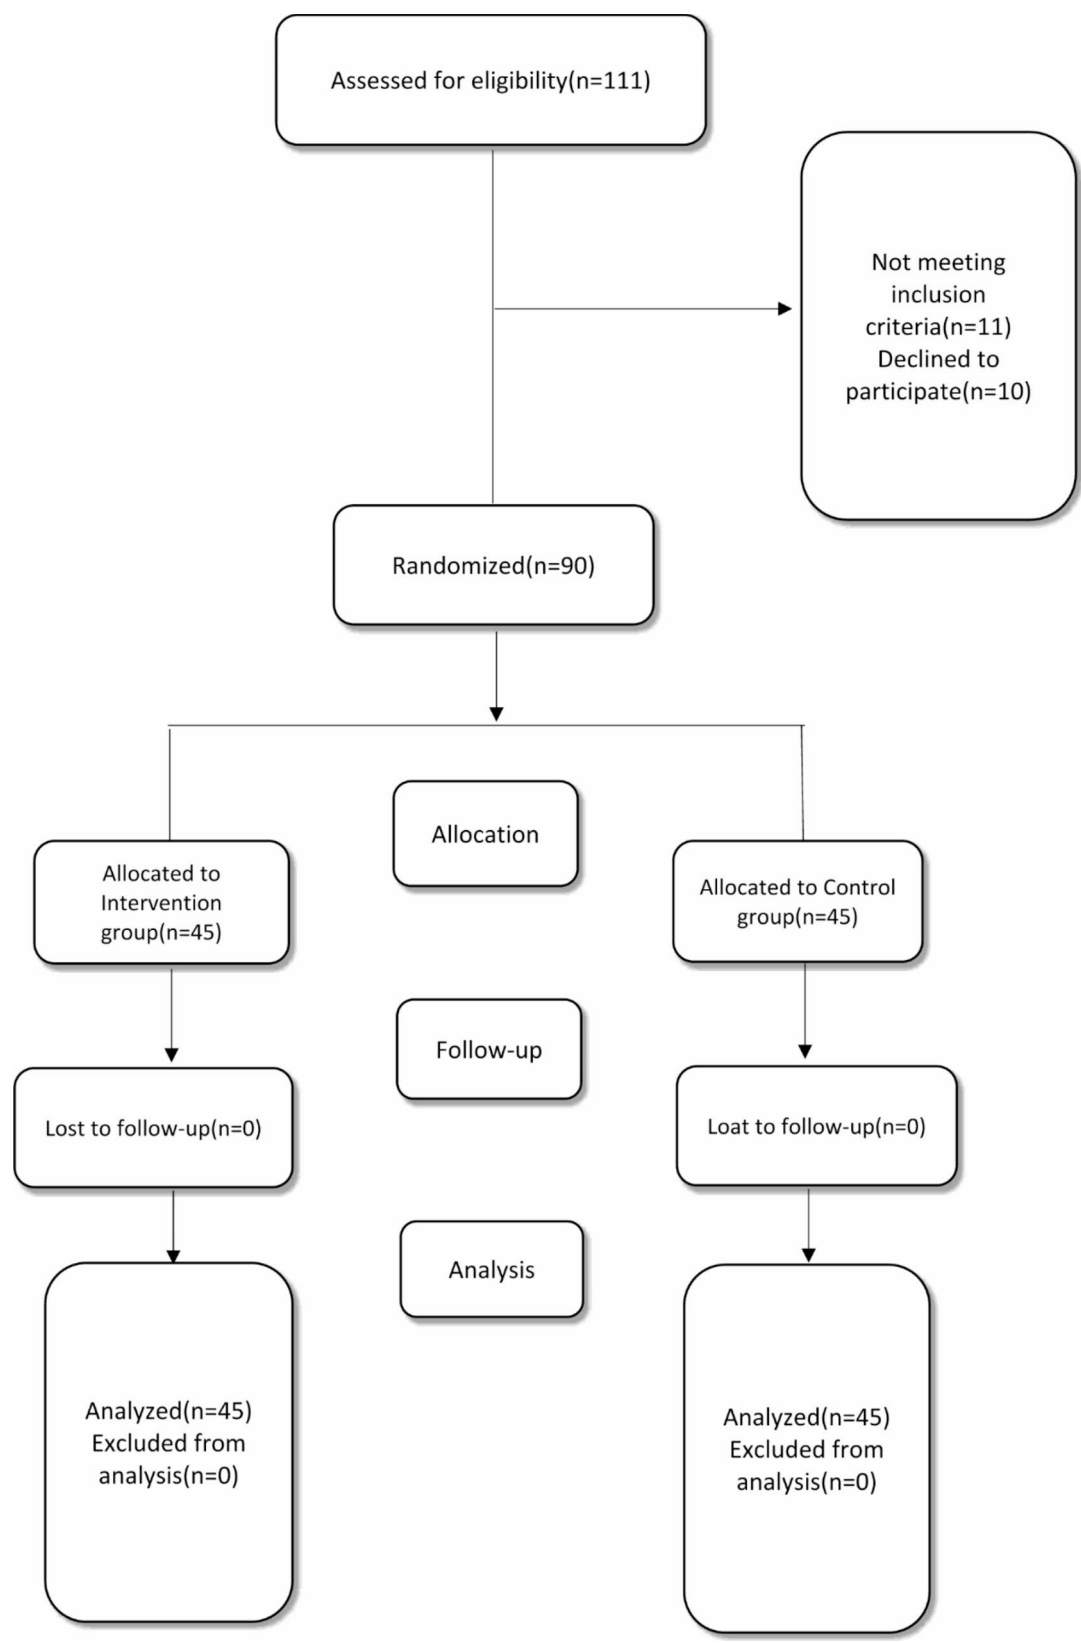 Assessed for eligibility(n=111)
Not meeting
inclusion
criteria(n=11)
Declined to
participate(n=10)
Randomized(n=90)
Allocation
Allocated to
Intervention
group(n=45)
Allocated to Control
group(n=45)
Follow-up
Lost to follow-up(n=0)
Loat to follow-up(n=0)
Analysis
Analyzed(n=45)
Excluded from
analysis(n=0)
Analyzed(n=45)
Excluded from
analysis(n=0)